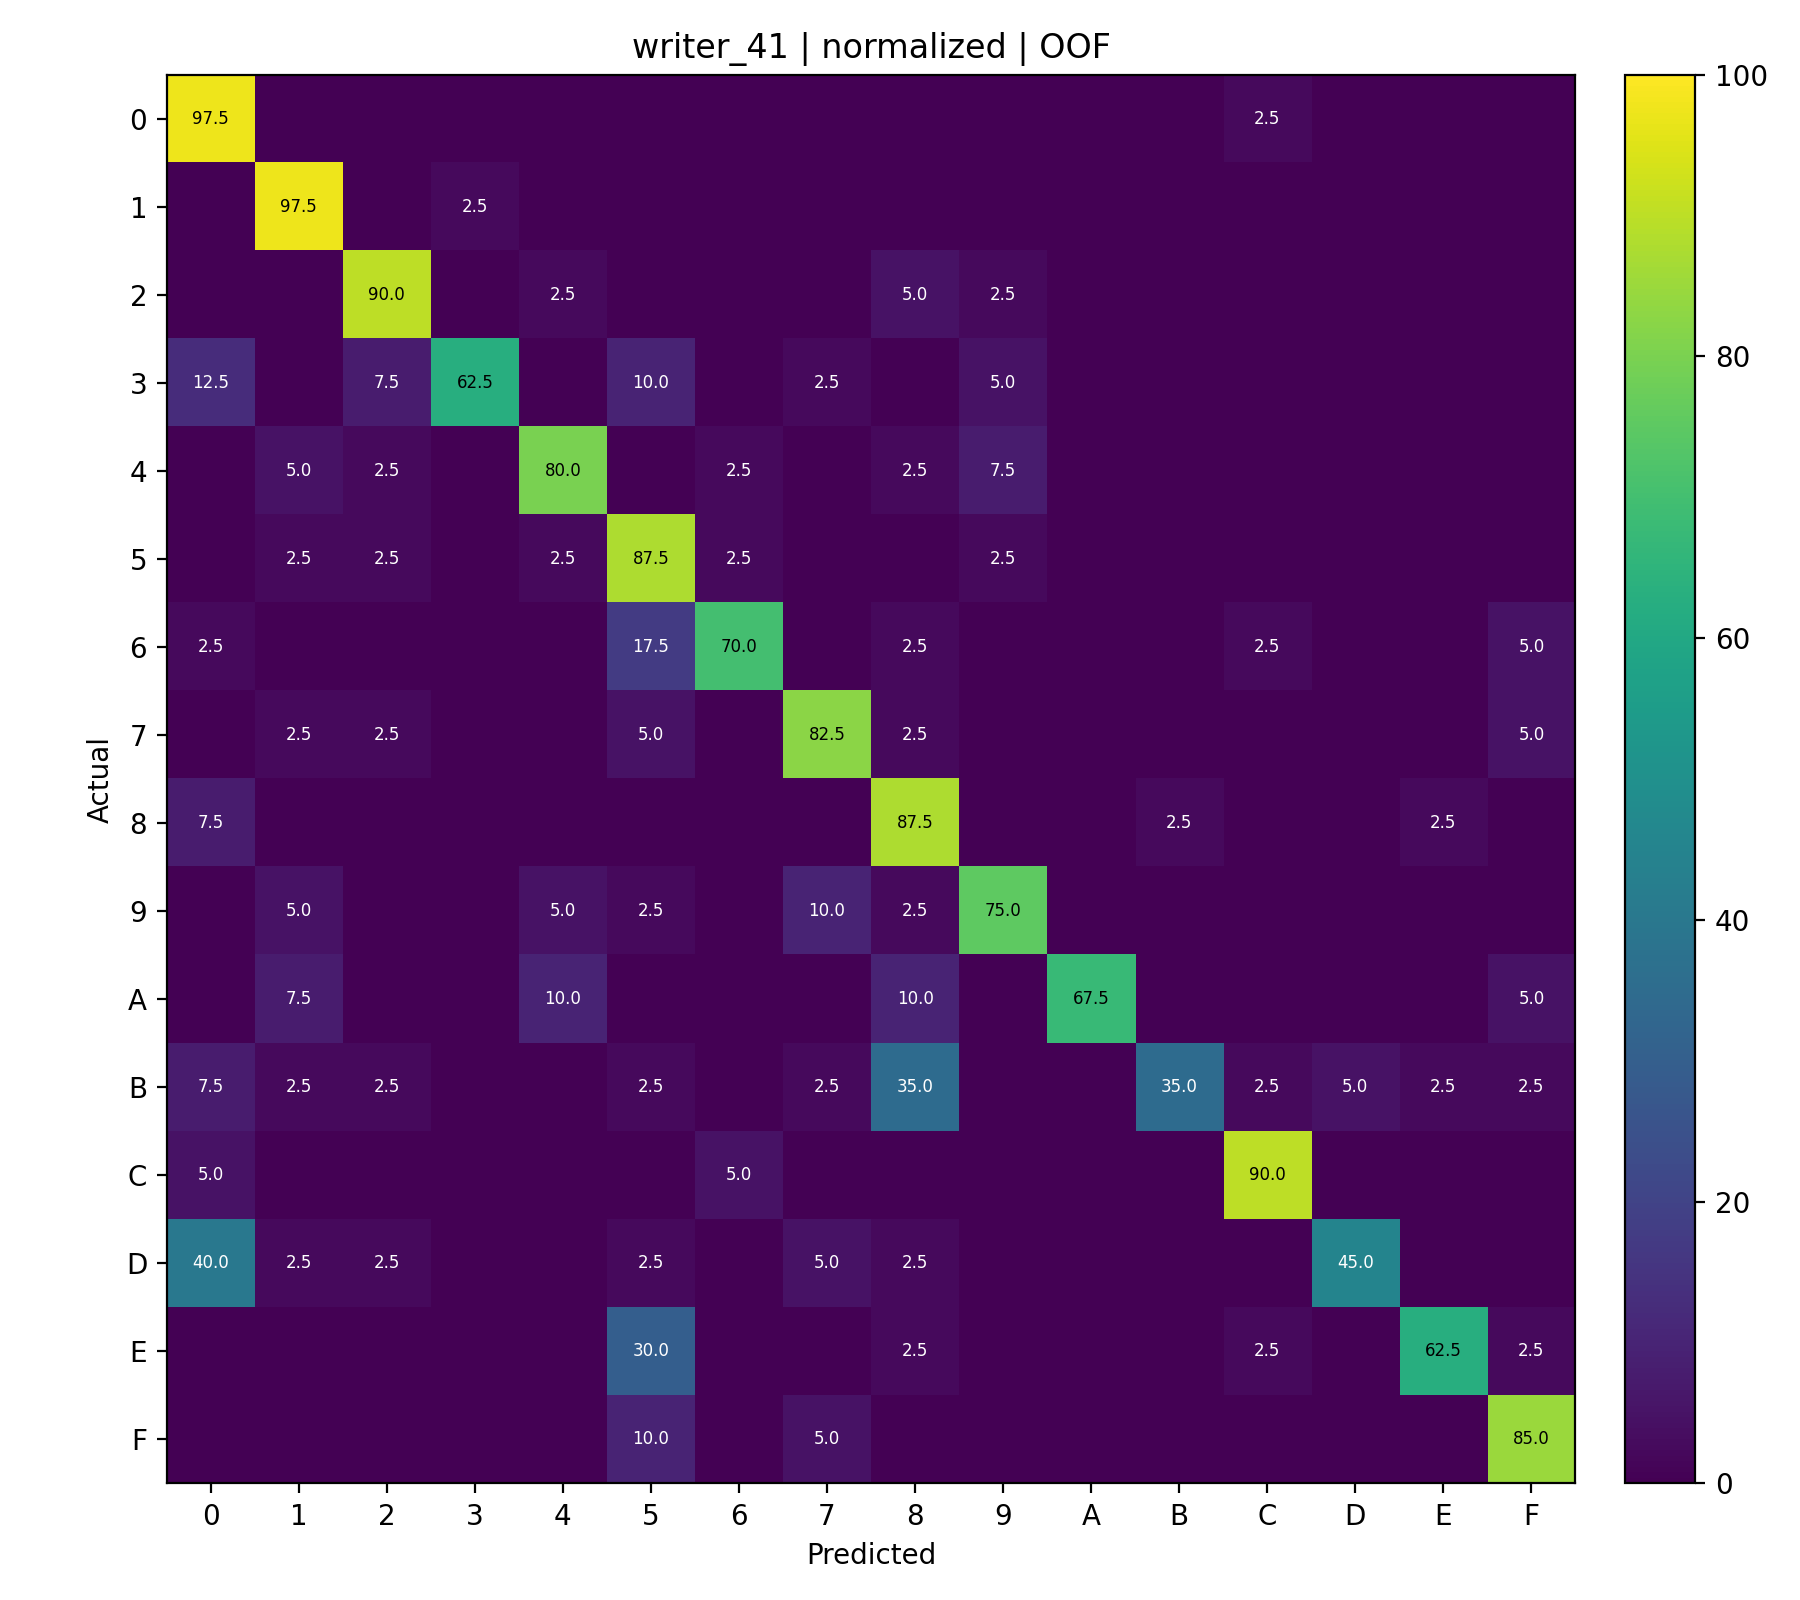 writer_41 | normalized | OOF
0 97.5 2.5
1 97.5 2.5
2 90.0 2.5 5.0 2.5
3 12.5 7.5 62.5 10.0 2.5 5.0
4 5.0 2.5 80.0 2.5 2.5 7.5
5 2.5 2.5 2.5 87.5 2.5 2.5
6 2.5 17.5 70.0 2.5 2.5 5.0
7 2.5 2.5 5.0 82.5 2.5 5.0
8 7.5 87.5 2.5 2.5
9 5.0 5.0 2.5 10.0 2.5 75.0
A 7.5 10.0 10.0 67.5 5.0
B 7.5 2.5 2.5 2.5 2.5 35.0 35.0 2.5 5.0 2.5 2.5
C 5.0 5.0 90.0
D 40.0 2.5 2.5 2.5 5.0 2.5 45.0
E 30.0 2.5 2.5 62.5 2.5
F 10.0 5.0 85.0
0 1 2 3 4 5 6 7 8 9 A B C D E F
Predicted
Actual
100
80
60
40
20
0